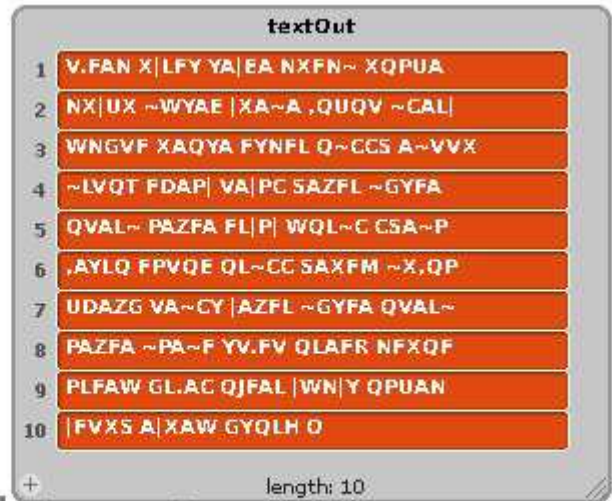 textOut
1 V.FAN X|LFY YA|EA NXFN~ XQPUA
2 NX|UX ~WYAE |XA~A ,QUQV ~CAL|
3 WNGVF XAQYA FYNFL Q~CCS A~VVX
4 ~LVQT FDAP| VA|PC SAZFL ~GYFA
5 QVAL~ PAZFA FL|P| WQL~C CSA~P
6 ,AYLQ FPVQE QL~CC SAXFM ~X,QP
7 UDAZG VA~CY |AZFL ~GYFA QVAL~
8 PAZFA ~PA~F YV.FV QLAFR NFXQF
9 PLFAW GL.AC QJFAL |WN|Y QPUAN
10 |FVXS A|XAW GYQLH O
+ length: 10